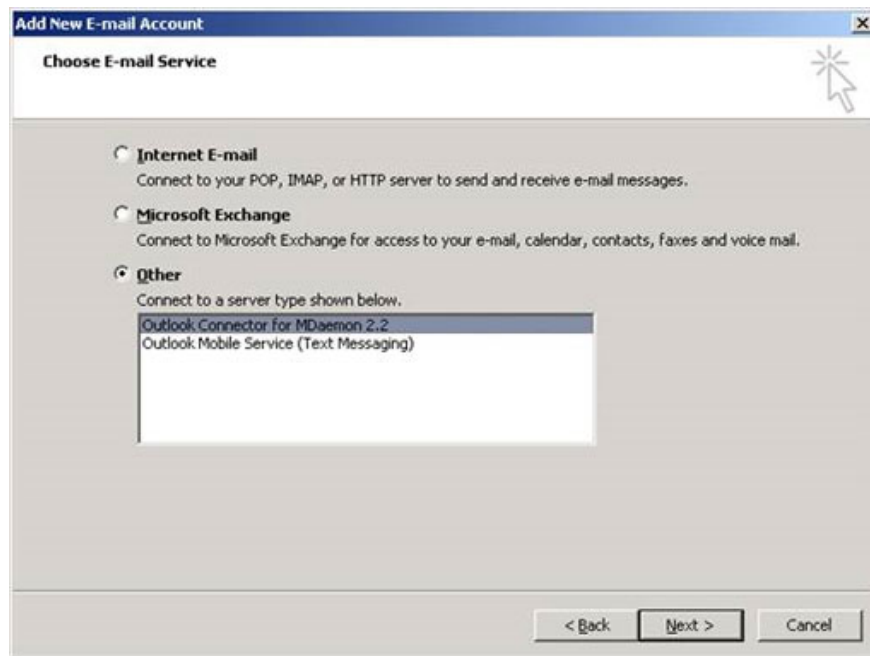 Add New E-mail Account
Choose E-mail Service
Internet E-mail
Connect to your POP, IMAP, or HTTP server to send and receive e-mail messages.
Microsoft Exchange
Connect to Microsoft Exchange for access to your e-mail, calendar, contacts, faxes and voice mail.
Other
Connect to a server type shown below.
Outlook Connector for MDaemon 2.2
Outlook Mobile Service (Text Messaging)
< Back Next > Cancel